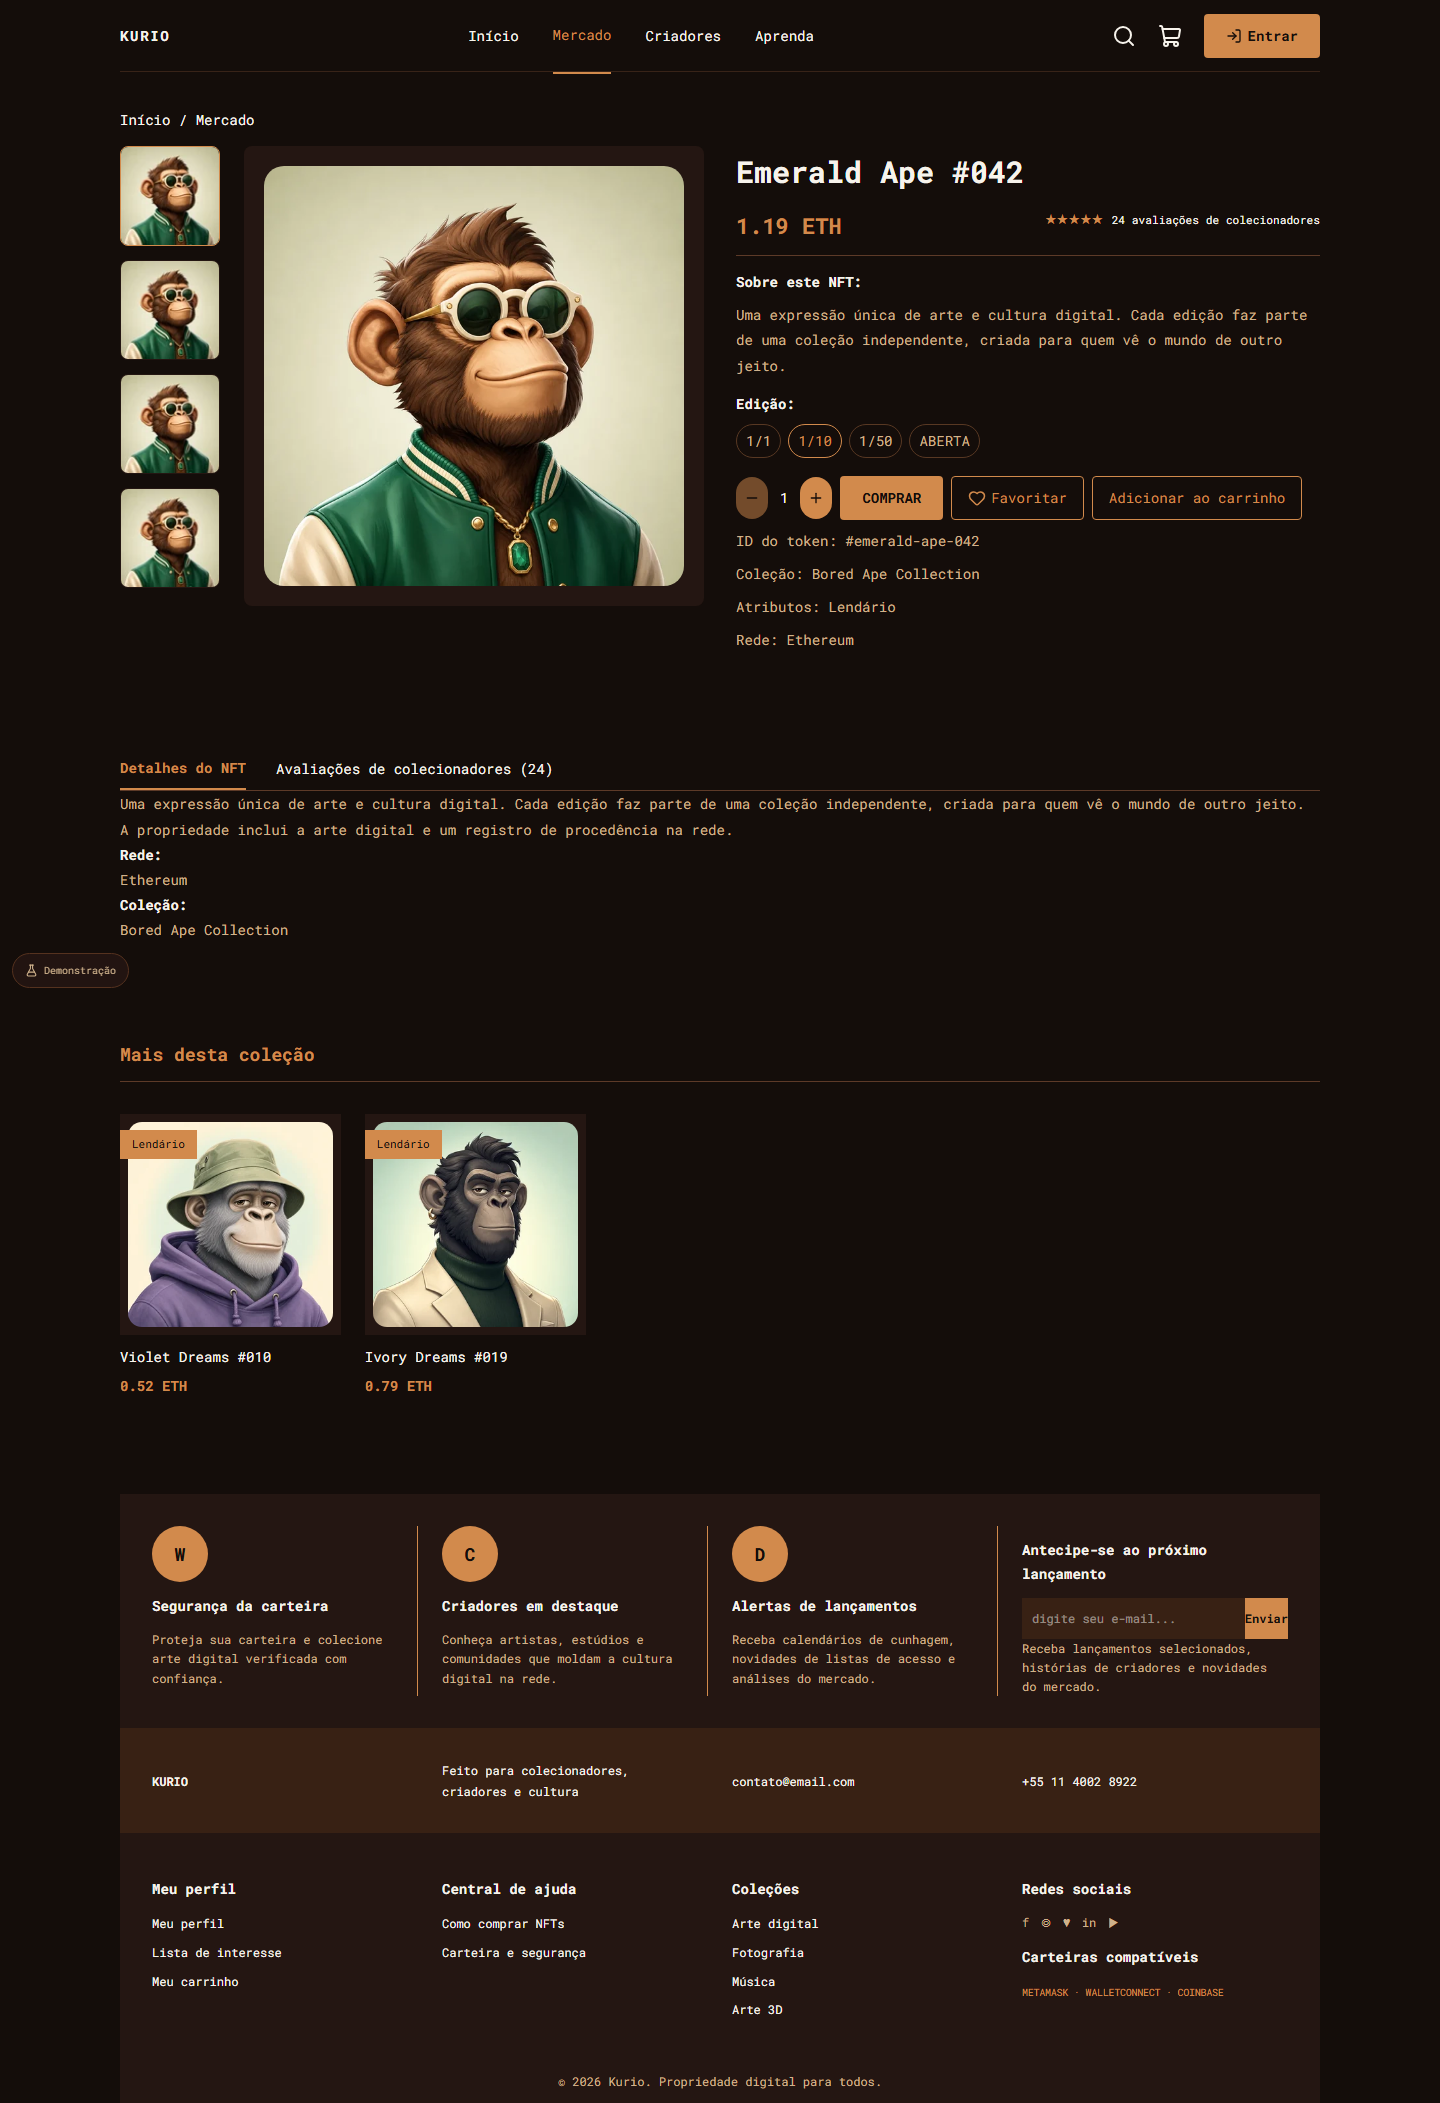 KURIO
Início
Mercado
Criadores
Aprenda
Entrar
Início / Mercado
Emerald Ape #042
1.19 ETH
★★★★★ 24 avaliações de colecionadores
Sobre este NFT:
Uma expressão única de arte e cultura digital. Cada edição faz parte
de uma coleção independente, criada para quem vê o mundo de outro
jeito.
Edição:
1/1
1/10
1/50
ABERTA
1
COMPRAR
Favoritar
Adicionar ao carrinho
ID do token: #emerald-ape-042
Coleção: Bored Ape Collection
Atributos: Lendário
Rede: Ethereum
Detalhes do NFT
Avaliações de colecionadores (24)
Uma expressão única de arte e cultura digital. Cada edição faz parte de uma coleção independente, criada para quem vê o mundo de outro jeito.
A propriedade inclui a arte digital e um registro de procedência na rede.
Rede:
Ethereum
Coleção:
Bored Ape Collection
Demonstração
Mais desta coleção
Lendário
Lendário
Violet Dreams #010
0.52 ETH
Ivory Dreams #019
0.79 ETH
W
Segurança da carteira
Proteja sua carteira e colecione
arte digital verificada com
confiança.
C
Criadores em destaque
Conheça artistas, estúdios e
comunidades que moldam a cultura
digital na rede.
D
Alertas de lançamentos
Receba calendários de cunhagem,
novidades de listas de acesso e
análises do mercado.
Antecipe-se ao próximo
lançamento
digite seu e-mail...
Enviar
Receba lançamentos selecionados,
histórias de criadores e novidades
do mercado.
KURIO
Feito para colecionadores,
criadores e cultura
contato@email.com
+55 11 4002 8922
Meu perfil
Meu perfil
Lista de interesse
Meu carrinho
Central de ajuda
Como comprar NFTs
Carteira e segurança
Coleções
Arte digital
Fotografia
Música
Arte 3D
Redes sociais
f © ♥ in ▶
Carteiras compatíveis
METAMASK · WALLETCONNECT · COINBASE
© 2026 Kurio. Propriedade digital para todos.